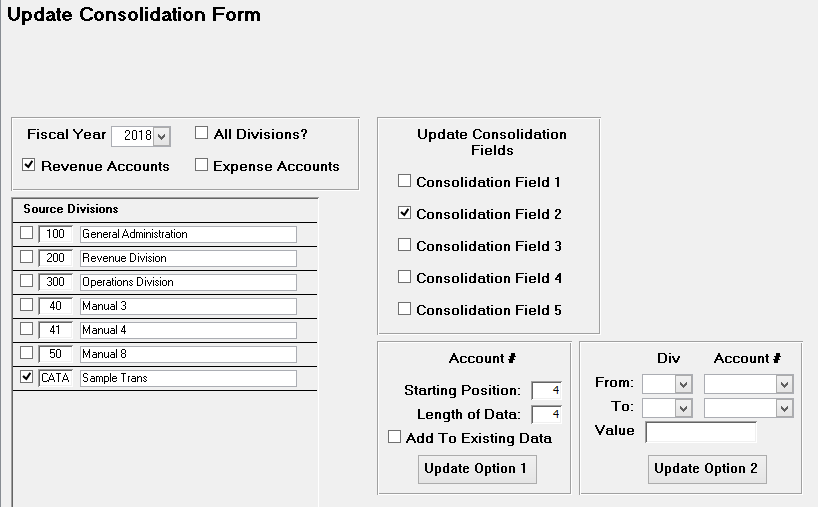 Update Consolidation Form
Fiscal Year 2018 All Divisions?
Revenue Accounts Expense Accounts
Source Divisions
100 General Administration
200 Revenue Division
300 Operations Division
40 Manual 3
41 Manual 4
50 Manual 8
CATA Sample Trans
Update Consolidation
Fields
Consolidation Field 1
Consolidation Field 2
Consolidation Field 3
Consolidation Field 4
Consolidation Field 5
Account #
Starting Position: 4
Length of Data: 4
Add To Existing Data
Update Option 1
Div Account #
From:
To:
Value
Update Option 2